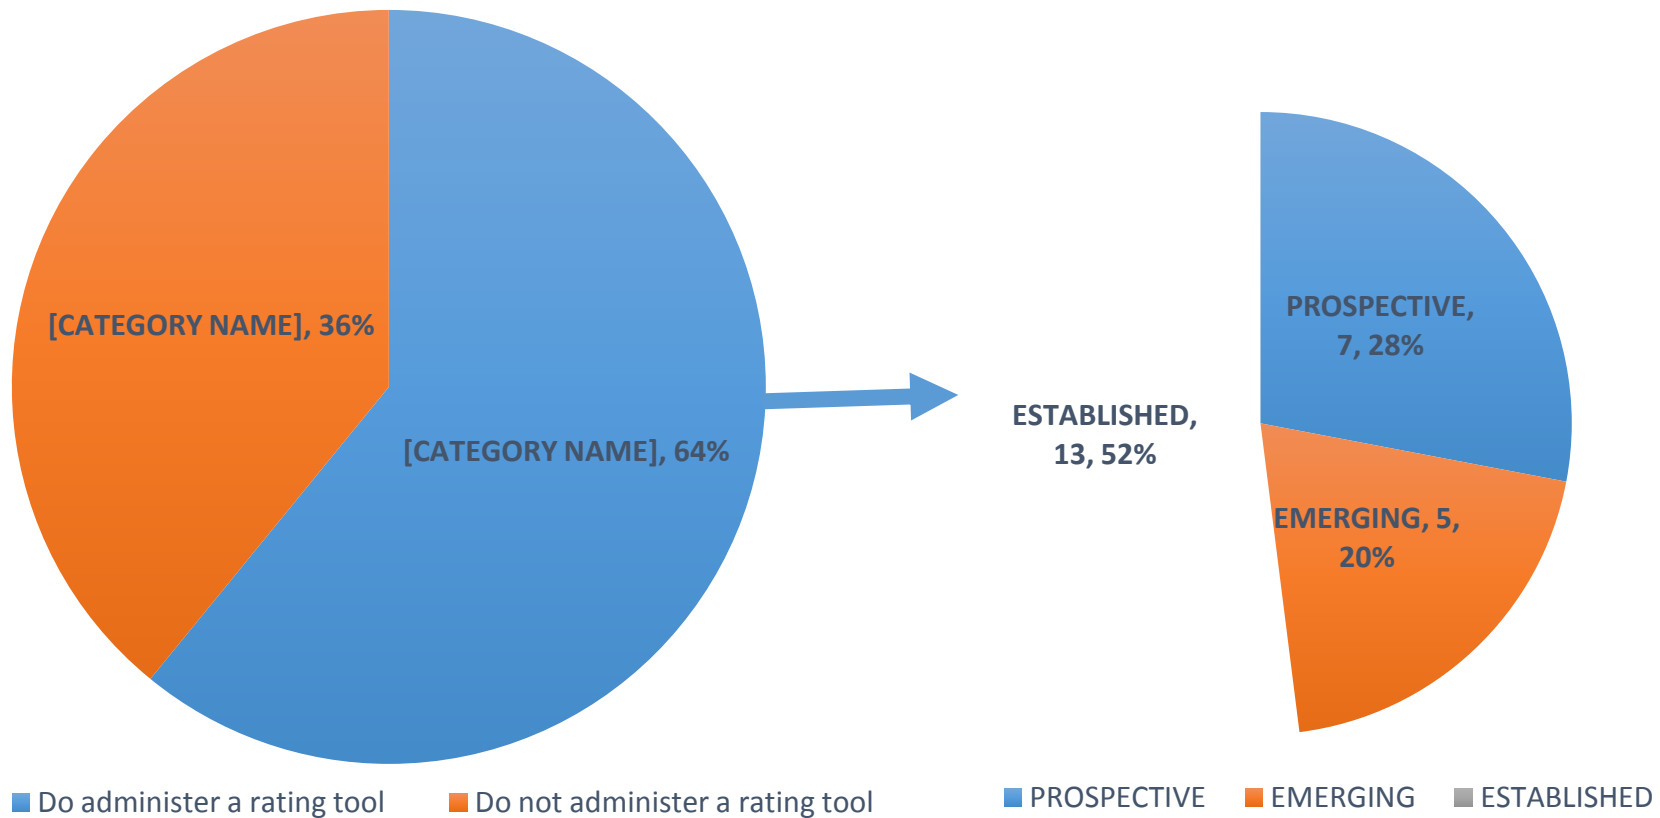 [CATEGORY NAME], 36%
[CATEGORY NAME], 64%
Do administer a rating tool
Do not administer a rating tool
PROSPECTIVE,
7, 28%
ESTABLISHED,
13, 52%
EMERGING, 5,
20%
PROSPECTIVE
EMERGING
ESTABLISHED